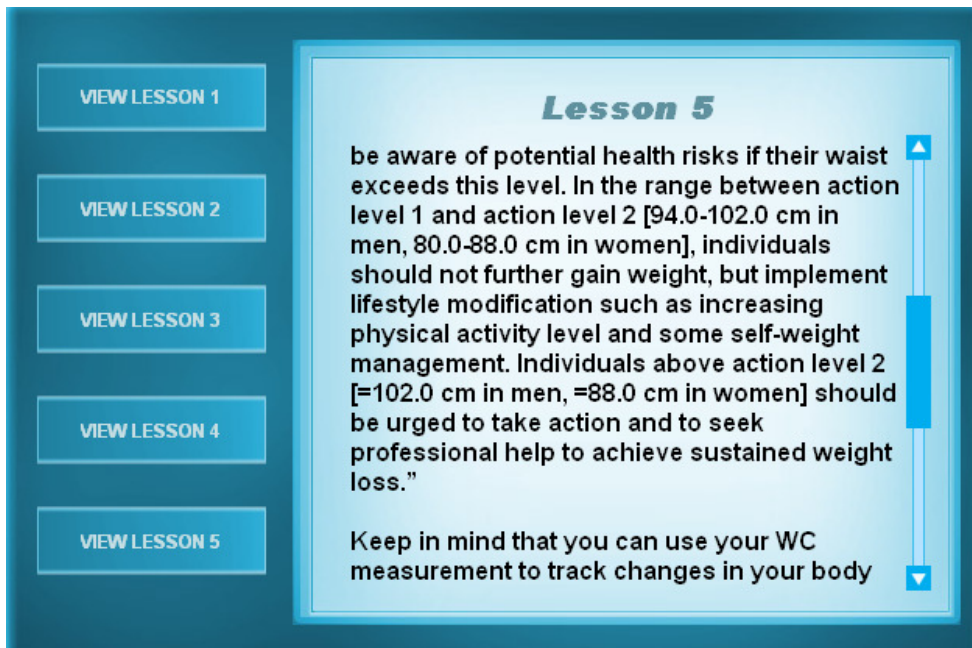 VIEW LESSON 1
VIEW LESSON 2
VIEW LESSON 3
VIEW LESSON 4
VIEW LESSON 5
Lesson 5
be aware of potential health risks if their waist
exceeds this level. In the range between action
level 1 and action level 2 [94.0-102.0 cm in
men, 80.0-88.0 cm in women], individuals
should not further gain weight, but implement
lifestyle modification such as increasing
physical activity level and some self-weight
management. Individuals above action level 2
[=102.0 cm in men, =88.0 cm in women] should
be urged to take action and to seek
professional help to achieve sustained weight
loss.”
Keep in mind that you can use your WC
measurement to track changes in your body